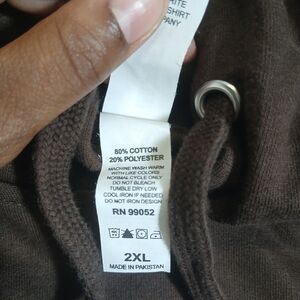 SHIRT
80% COTTON
20% POLYESTER
MACHINE WASH WARM
WITH LIKE COLORS
NORMAL CYCLE ONLY
DO NOT BLEACH
TUMBLE DRY LOW
COOL IRON IF NEEDED
DO NOT IRON DESIGN
RN 99052
2XL
MADE IN PAKISTAN